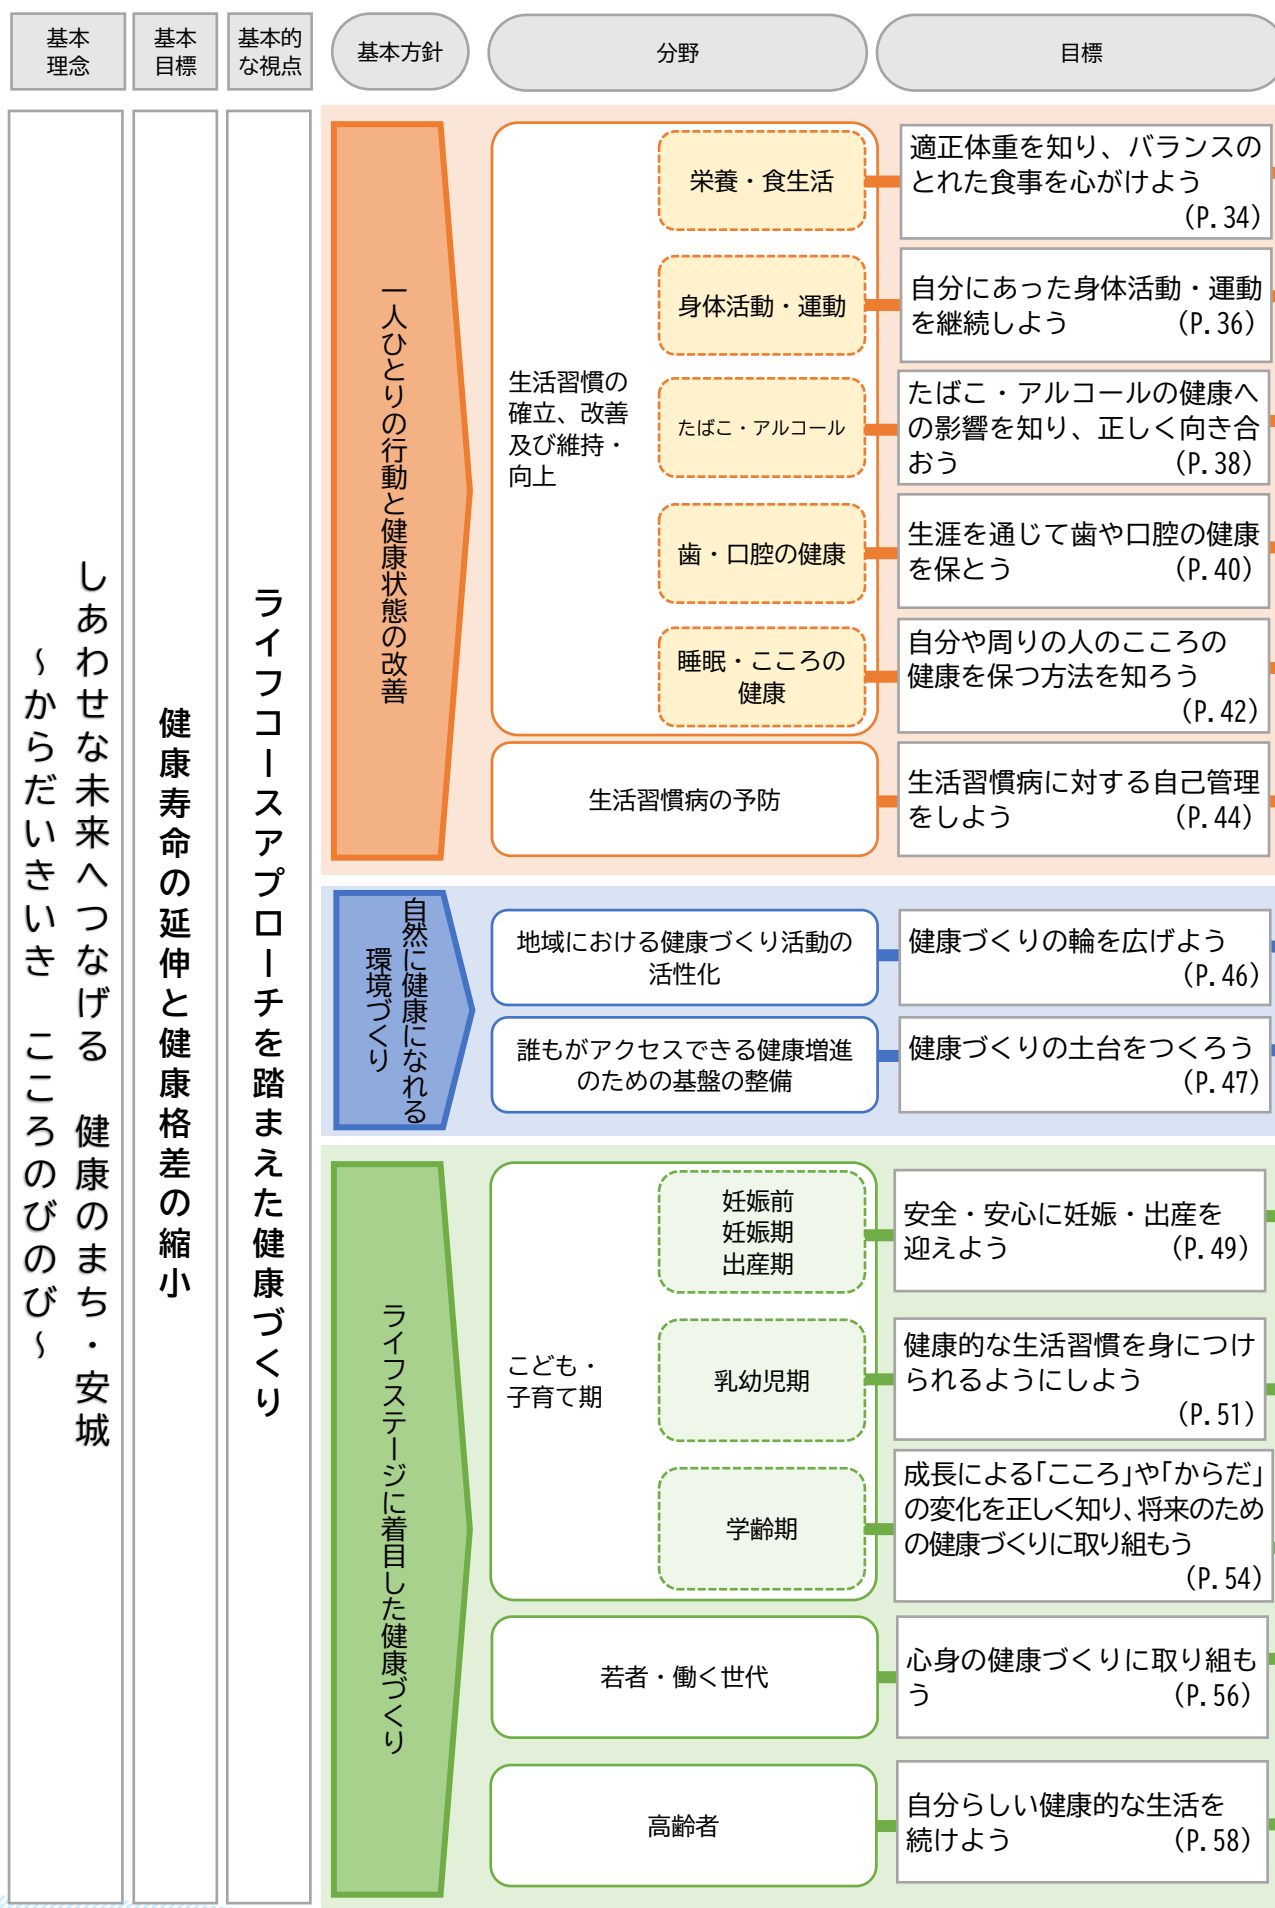 基本
理念
基本
目標
基本的
な視点
基本方針
分野
目標
しあわせな未来へつなげる　健康のまち・安城
～からだいきいき　こころのびのび～
健康寿命の延伸と健康格差の縮小
ライフコースアプローチを踏まえた健康づくり
一人ひとりの行動と健康状態の改善
生活習慣の
確立、改善
及び維持・
向上
栄養・食生活
適正体重を知り、バランスの
とれた食事を心がけよう
（P.34）
身体活動・運動
自分にあった身体活動・運動
を継続しよう　（P.36）
たばこ・アルコール
たばこ・アルコールの健康へ
の影響を知り、正しく向き合
おう　（P.38）
歯・口腔の健康
生涯を通じて歯や口腔の健康
を保とう　（P.40）
睡眠・こころの
健康
自分や周りの人のこころの
健康を保つ方法を知ろう
（P.42）
生活習慣病の予防
生活習慣病に対する自己管理
をしよう　（P.44）
自然に健康になれる
環境づくり
地域における健康づくり活動の
活性化
健康づくりの輪を広げよう
（P.46）
誰もがアクセスできる健康増進
のための基盤の整備
健康づくりの土台をつくろう
（P.47）
ライフステージに着目した健康づくり
こども・
子育て期
妊娠前
妊娠期
出産期
安全・安心に妊娠・出産を
迎えよう　（P.49）
乳幼児期
健康的な生活習慣を身につけ
られるようにしよう
（P.51）
学齢期
成長による「こころ」や「からだ」
の変化を正しく知り、将来のため
の健康づくりに取り組もう
（P.54）
若者・働く世代
心身の健康づくりに取り組も
う　（P.56）
高齢者
自分らしい健康的な生活を
続けよう　（P.58）